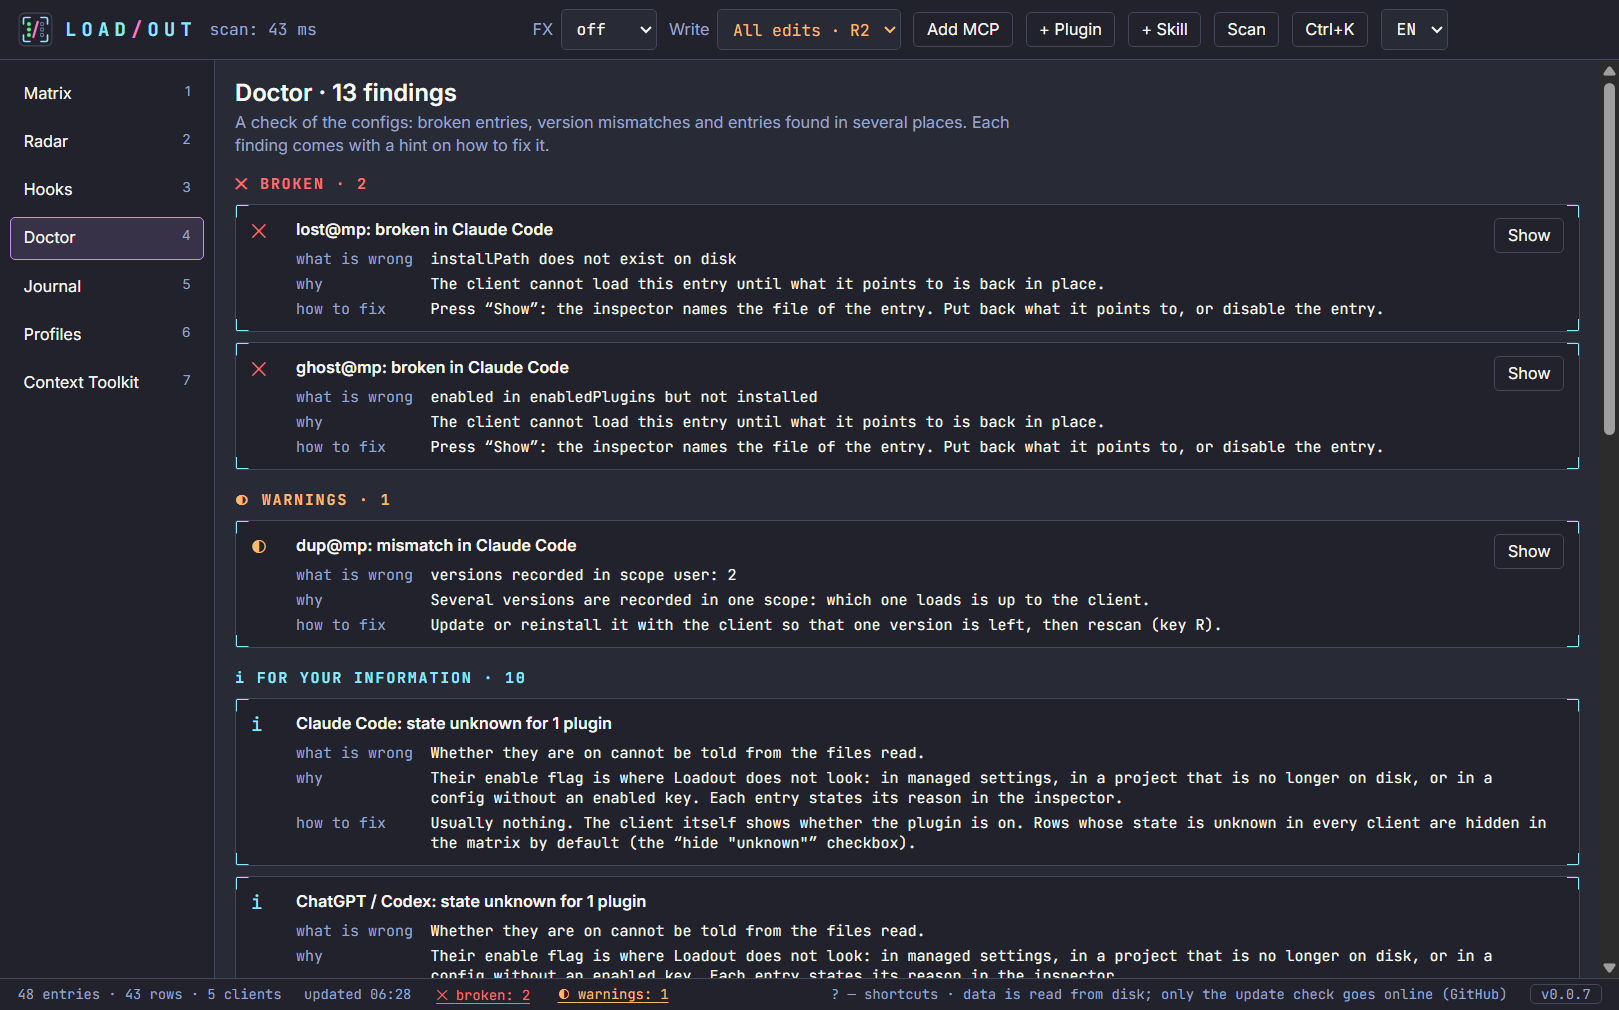 LOAD/OUT scan: 43 ms FX off Write All edits · R2 Add MCP + Plugin + Skill Scan Ctrl+K EN
Matrix 1
Radar 2
Hooks 3
Doctor 4
Journal 5
Profiles 6
Context Toolkit 7
Doctor · 13 findings
A check of the configs: broken entries, version mismatches and entries found in several places. Each
finding comes with a hint on how to fix it.
BROKEN · 2
lost@mp: broken in Claude Code
Show
what is wrong installPath does not exist on disk
why The client cannot load this entry until what it points to is back in place.
how to fix Press “Show”: the inspector names the file of the entry. Put back what it points to, or disable the entry.
ghost@mp: broken in Claude Code
Show
what is wrong enabled in enabledPlugins but not installed
why The client cannot load this entry until what it points to is back in place.
how to fix Press “Show”: the inspector names the file of the entry. Put back what it points to, or disable the entry.
WARNINGS · 1
dup@mp: mismatch in Claude Code
Show
what is wrong versions recorded in scope user: 2
why Several versions are recorded in one scope: which one loads is up to the client.
how to fix Update or reinstall it with the client so that one version is left, then rescan (key R).
i FOR YOUR INFORMATION · 10
i Claude Code: state unknown for 1 plugin
what is wrong Whether they are on cannot be told from the files read.
why Their enable flag is where Loadout does not look: in managed settings, in a project that is no longer on disk, or in a
config without an enabled key. Each entry states its reason in the inspector.
how to fix Usually nothing. The client itself shows whether the plugin is on. Rows whose state is unknown in every client are hidden in
the matrix by default (the “hide "unknown"” checkbox).
i ChatGPT / Codex: state unknown for 1 plugin
what is wrong Whether they are on cannot be told from the files read.
why Their enable flag is where Loadout does not look: in managed settings, in a project that is no longer on disk, or in a
config without an enabled key. Each entry states its reason in the inspector.
48 entries · 43 rows · 5 clients updated 06:28 broken: 2 warnings: 1 ? — shortcuts · data is read from disk; only the update check goes online (GitHub) v0.0.7